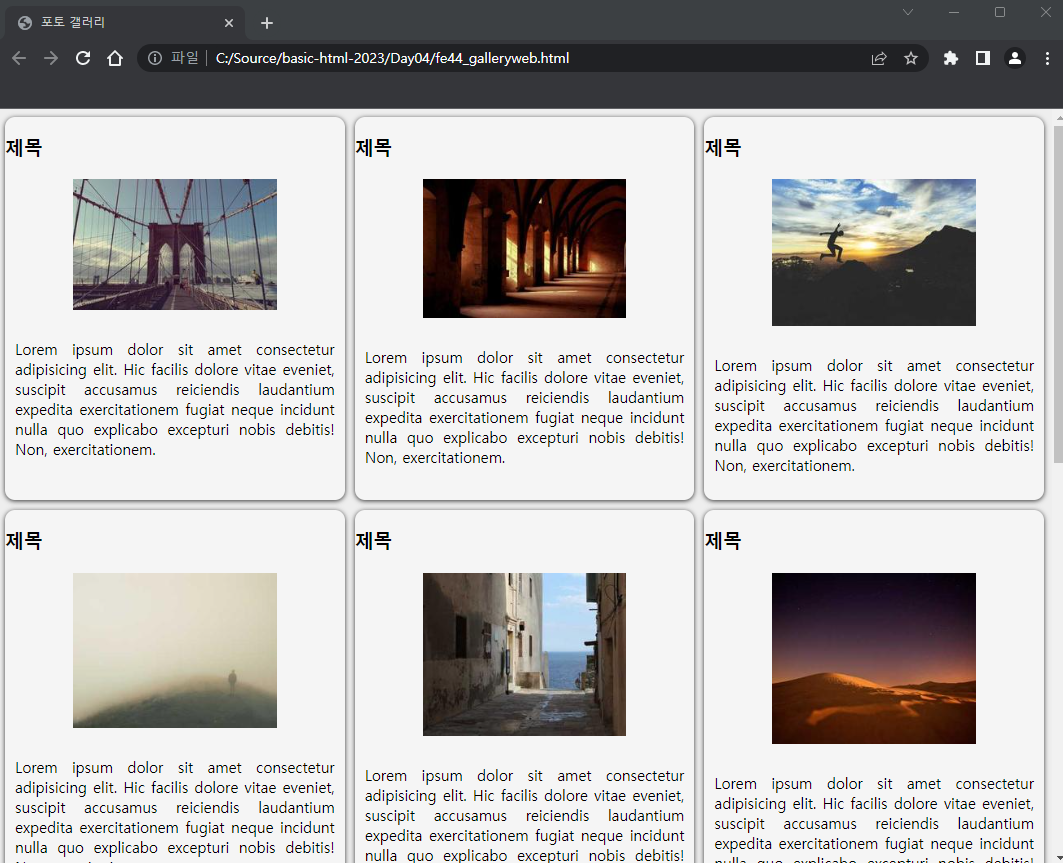 포토 갤러리
파일
C:/Source/basic-html-2023/Day04/fe44_galleryweb.html
제목
Lorem ipsum dolor sit amet consectetur
adipisicing elit. Hic facilis dolore vitae eveniet,
suscipit accusamus reiciendis laudantium
expedita exercitationem fugiat neque incidunt
nulla quo explicabo excepturi nobis debitis!
Non, exercitationem.
제목
Lorem ipsum dolor sit amet consectetur
adipisicing elit. Hic facilis dolore vitae eveniet,
suscipit accusamus reiciendis laudantium
expedita exercitationem fugiat neque incidunt
nulla quo explicabo excepturi nobis debitis!
Non, exercitationem.
제목
Lorem ipsum dolor sit amet consectetur
adipisicing elit. Hic facilis dolore vitae eveniet,
suscipit accusamus reiciendis laudantium
expedita exercitationem fugiat neque incidunt
nulla quo explicabo excepturi nobis debitis!
Non, exercitationem.
제목
Lorem ipsum dolor sit amet consectetur
adipisicing elit. Hic facilis dolore vitae eveniet,
suscipit accusamus reiciendis laudantium
expedita exercitationem fugiat neque incidunt
nulla quo explicabo excepturi nobis debitis!
제목
Lorem ipsum dolor sit amet consectetur
adipisicing elit. Hic facilis dolore vitae eveniet,
suscipit accusamus reiciendis laudantium
expedita exercitationem fugiat neque incidunt
nulla quo explicabo excepturi nobis debitis!
제목
Lorem ipsum dolor sit amet consectetur
adipisicing elit. Hic facilis dolore vitae eveniet,
suscipit accusamus reiciendis laudantium
expedita exercitationem fugiat neque incidunt
nulla quo explicabo excepturi nobis debitis!